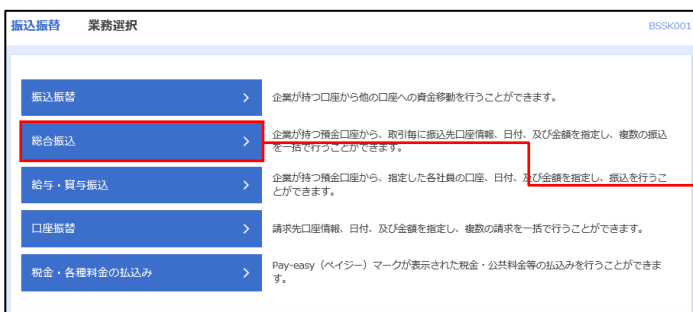 振込振替 業務選択 BSSK001
振込振替 企業が持つ口座から他の口座への資金移動を行うことができます。
総合振込 企業が持つ預金口座から、取引毎に振込先口座情報、日付、及び金額を指定し、複数の振込
を一括で行うことができます。
給与・賞与振込 企業が持つ預金口座から、指定した各社員の口座、日付、及び金額を指定し、振込を行うこ
とができます。
口座振替 請求先口座情報、日付、及び金額を指定し、複数の請求を一括で行うことができます。
税金・各種料金の払込み Pay-easy（ペイジー）マークが表示された税金・公共料金等の払込みを行うことができま
す。